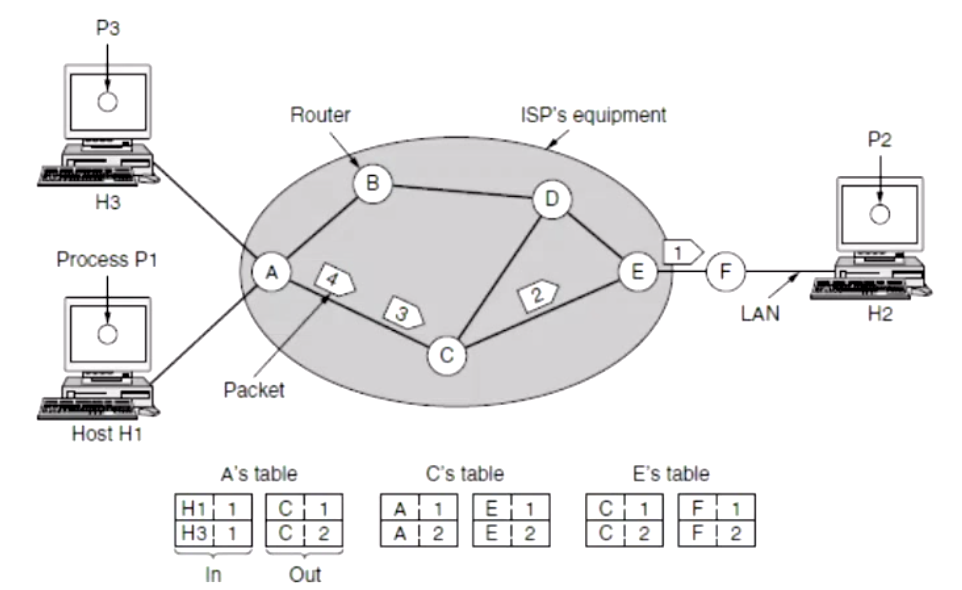 P3
Router
ISP's equipment
P2
B
D
H3
Process P1
A
4
3
2
1
E
F
C
LAN
H2
Packet
Host H1
A's table
C's table
E's table
H1 1 C 1 A 1 E 1 C 1 F 1
H3 1 C 2 A 2 E 2 C 2 F 2
In Out